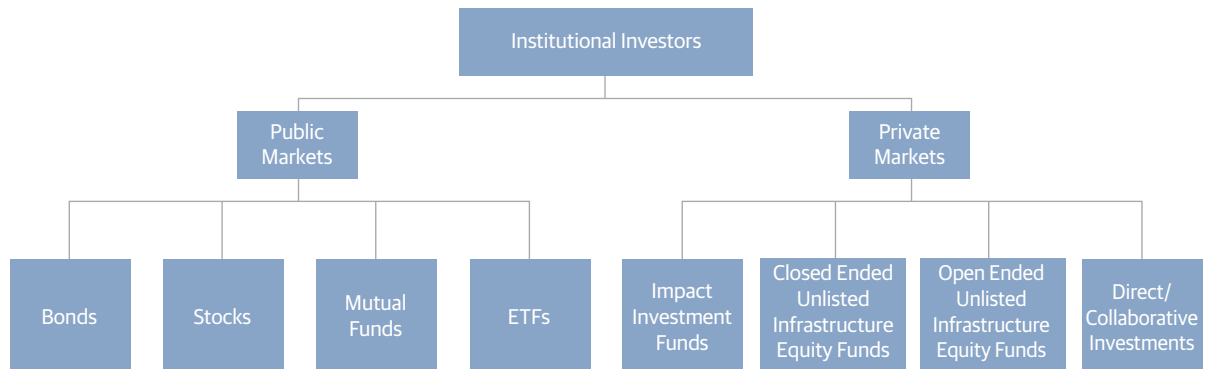 Institutional Investors
Public
Markets
Private
Markets
Bonds
Stocks
Mutual
Funds
ETFs
Impact
Investment
Funds
Closed Ended
Unlisted
Infrastructure
Equity Funds
Open Ended
Unlisted
Infrastructure
Equity Funds
Direct/
Collaborative
Investments